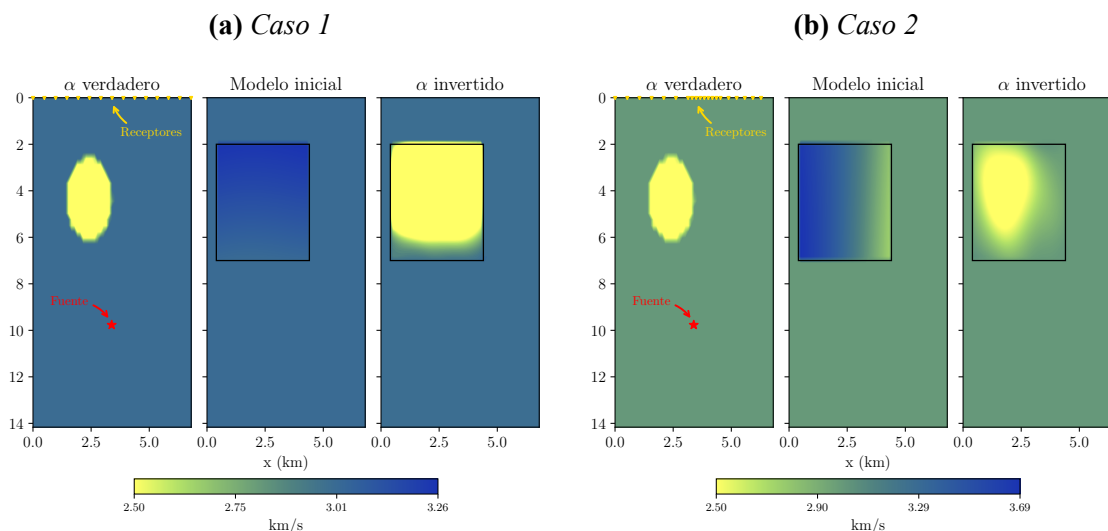 (a) Caso 1
α verdadero Modelo inicial α invertido
0
2
4
6
8
10
12
14
Receptores
Fuente
0.0 2.5 5.0 0.0 2.5 5.0 0.0 2.5 5.0
x (km)
2.50 2.75 3.01 3.26
km/s
(b) Caso 2
α verdadero Modelo inicial α invertido
0
2
4
6
8
10
12
14
Receptores
Fuente
0.0 2.5 5.0 0.0 2.5 5.0 0.0 2.5 5.0
x (km)
2.50 2.90 3.29 3.69
km/s